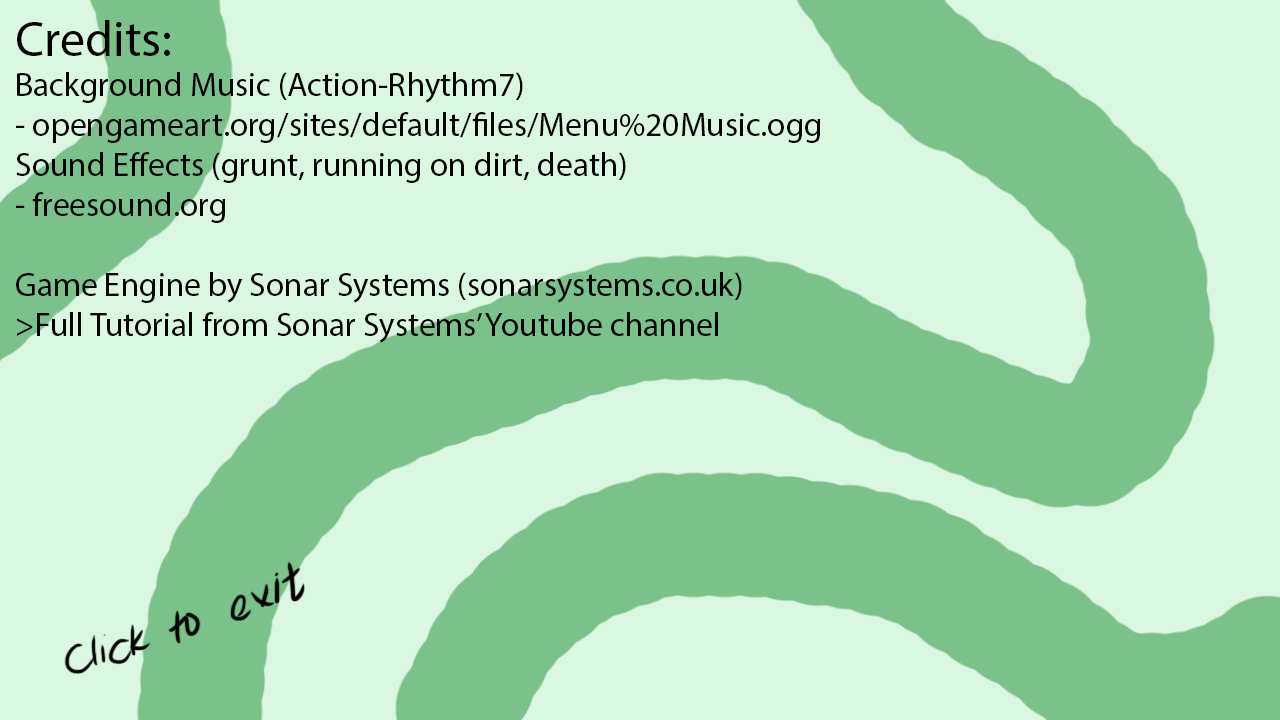 Credits:
Background Music (Action-Rhythm7)
- opengameart.org/sites/default/files/Menu%20Music.ogg
Sound Effects (grunt, running on dirt, death)
- freesound.org
Game Engine by Sonar Systems (sonarsystems.co.uk)
>Full Tutorial from Sonar Systems’ Youtube channel
Click to exit